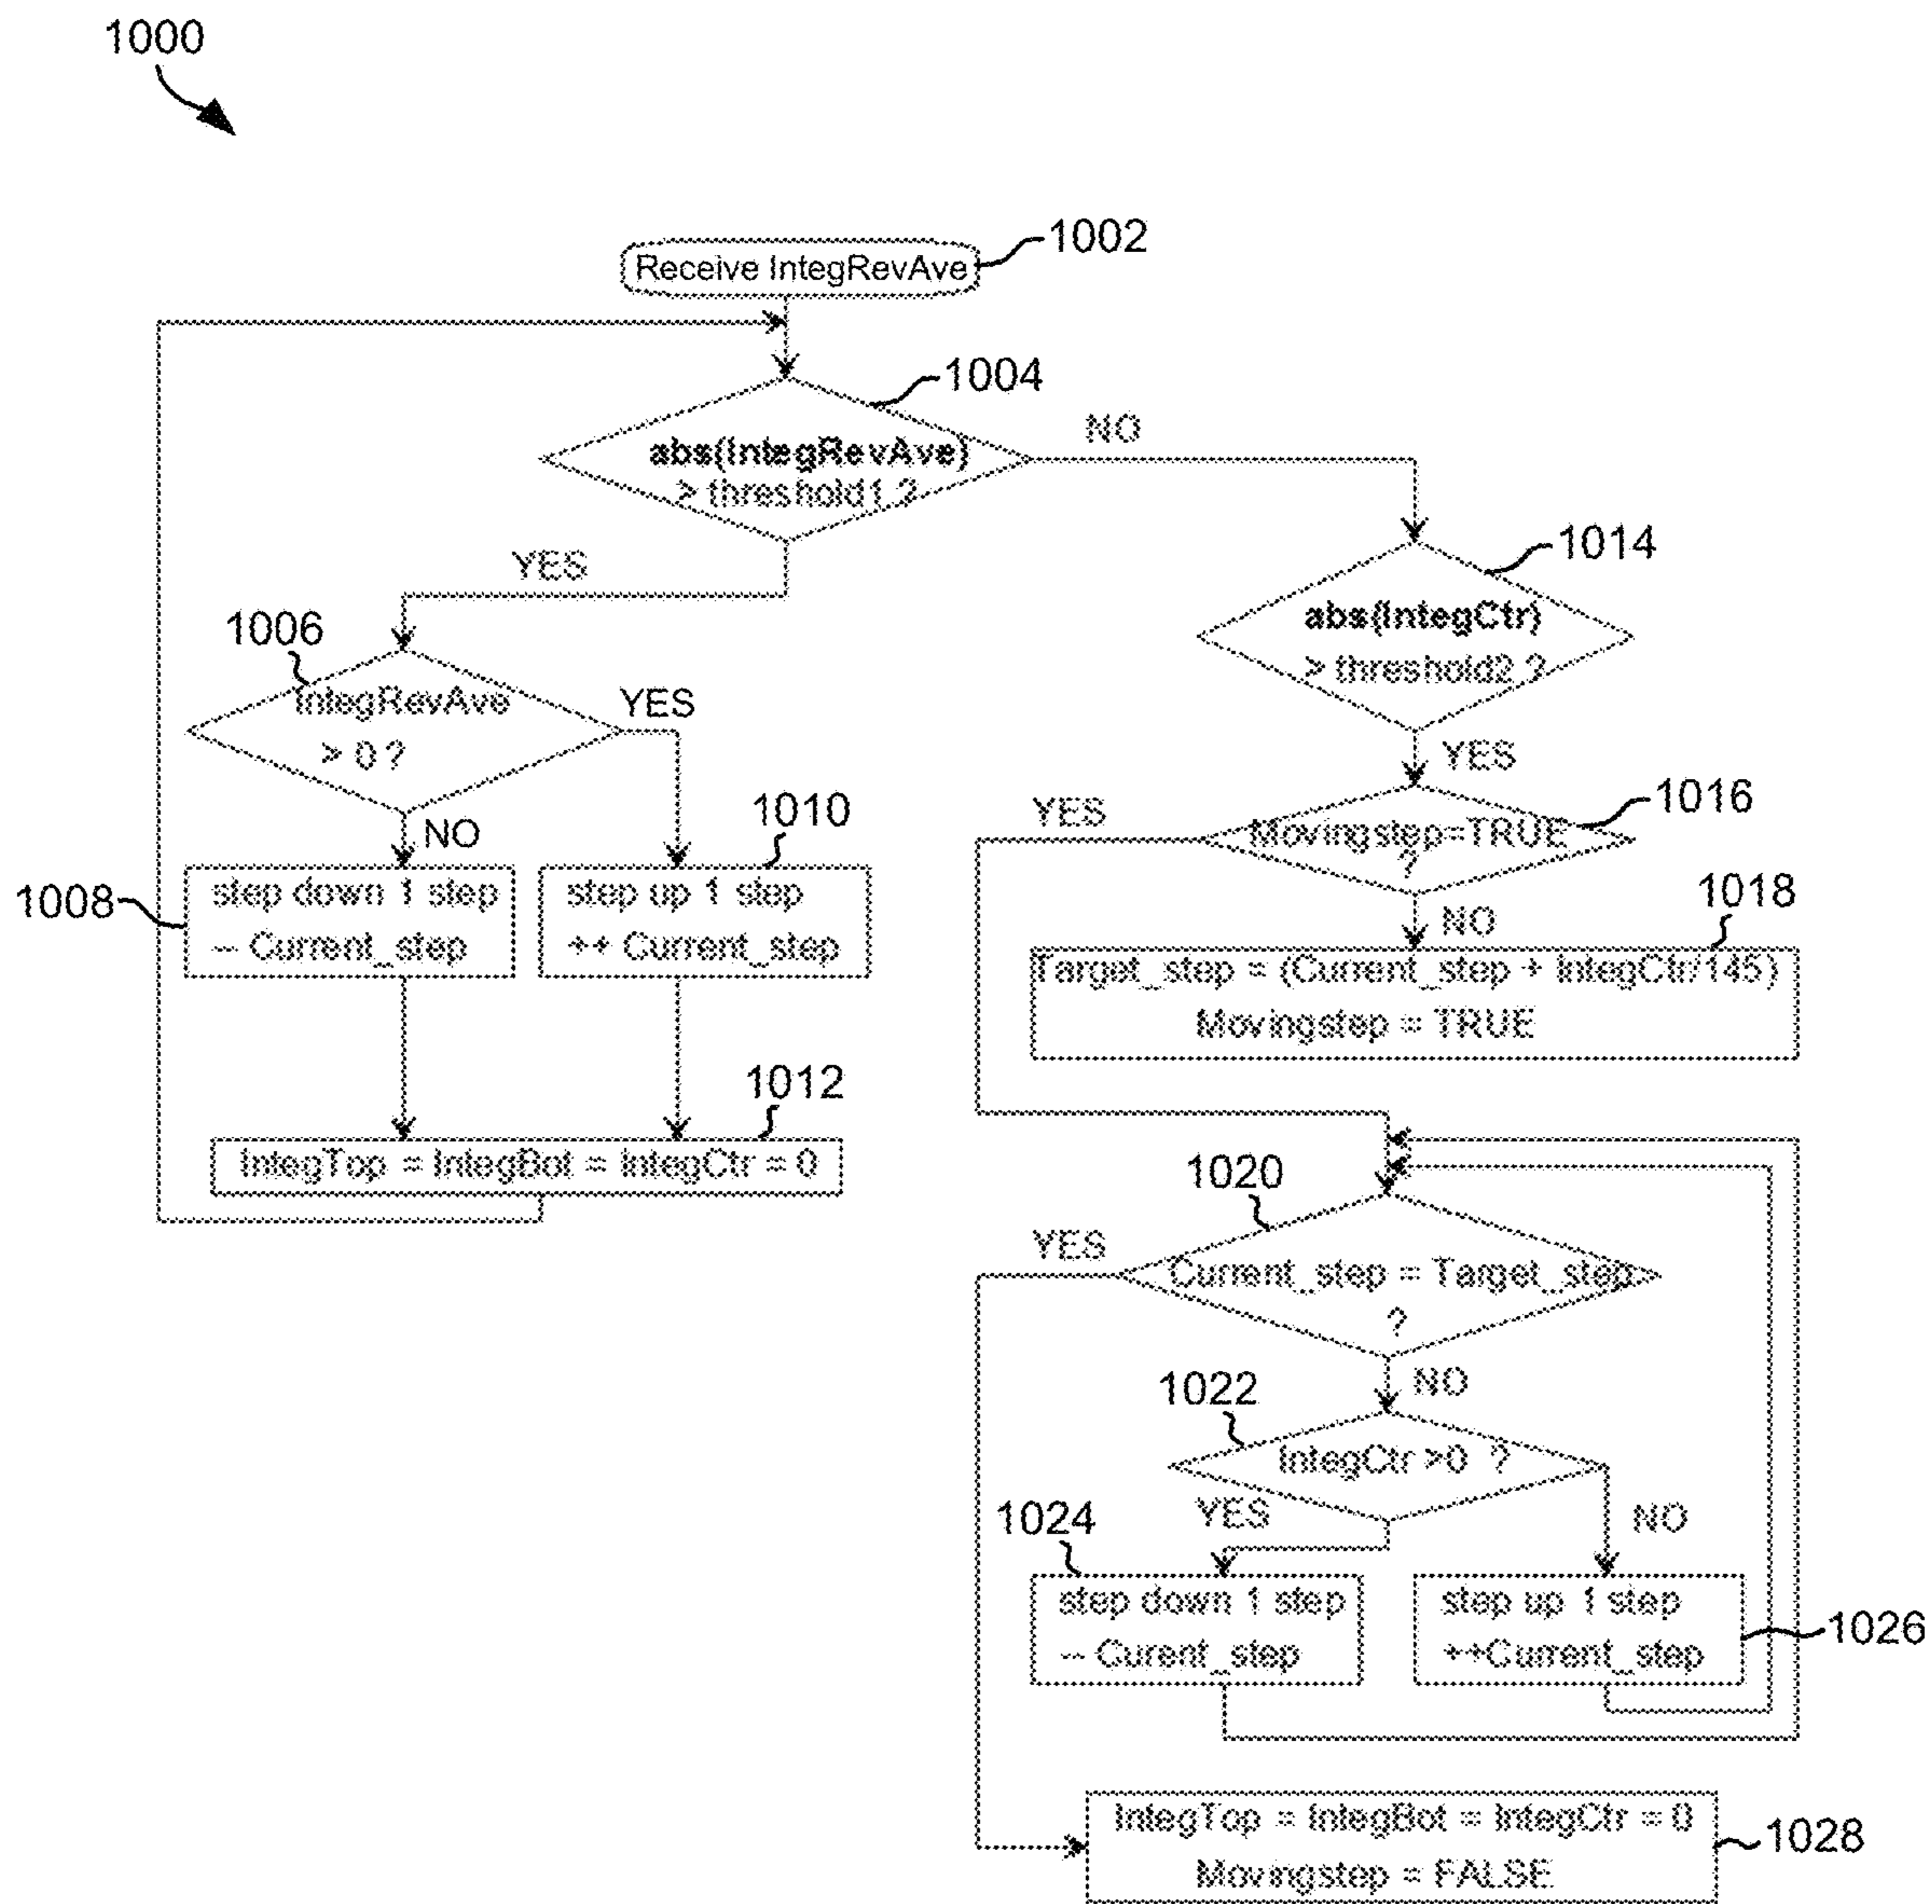 1000
1002
Receive IntegRevAve
1004
abs(IntegRevAve)
> threshold1 ?
NO
YES
1014
abs(IntegCtr)
> threshold2 ?
1006
IntegRevAve
> 0 ?
YES
NO
YES
1016
Movingstep=TRUE
?
YES
NO
1008
step down 1 step
-- Current_step
1010
step up 1 step
++ Current_step
1018
Target_step = (Current_step + IntegCtr/145)
Movingstep = TRUE
1012
IntegTop = IntegBot = IntegCtr = 0
1020
Current_step = Target_step
?
YES
NO
1022
IntegCtr >0 ?
YES
NO
1024
step down 1 step
-- Curent_step
step up 1 step
++Current_step
1026
IntegTop = IntegBot = IntegCtr = 0
Movingstep = FALSE
1028